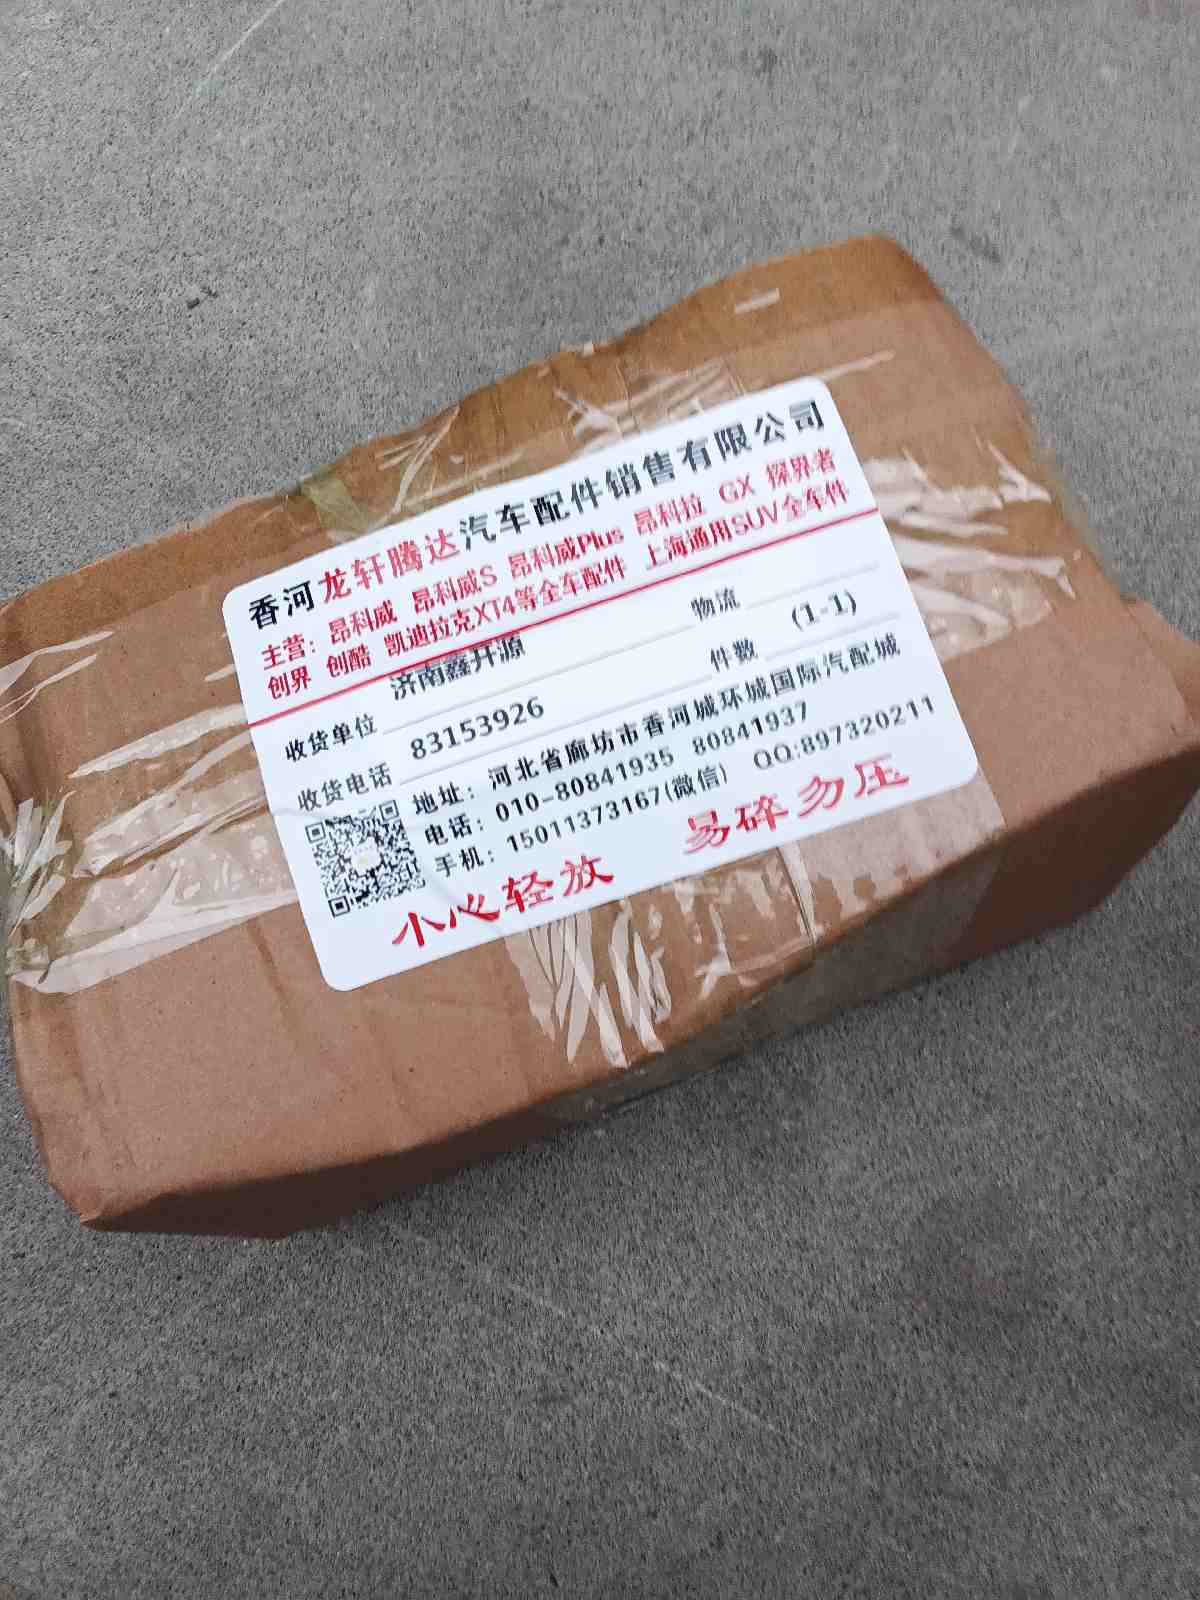 香河龙轩腾达汽车配件销售有限公司
主营：昂科威 昂科威S 昂科威Plus 昂科拉 GX 探界者
创界 创酷 凯迪拉克XT4等全车配件 上海通用SUV全车件
收货单位 济南鑫开源 物流
收货电话 83153926 件数 (1-1)
地址：河北省廊坊市香河城环城国际汽配城
电话：010-80841935 80841937
手机：15011373167(微信) QQ:897320211
小心轻放 易碎勿压